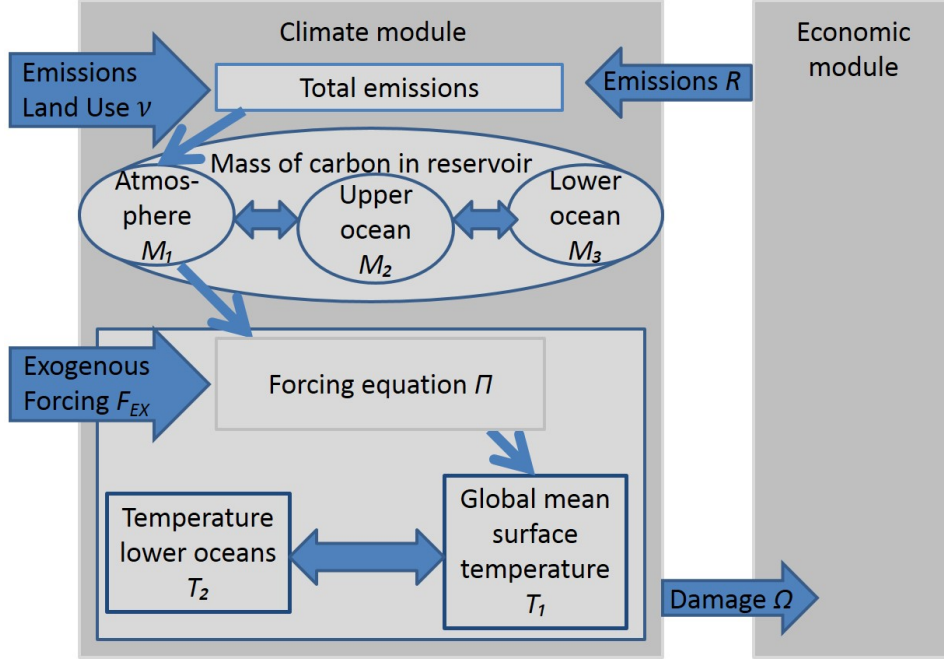 Climate module
Economic
module
Emissions
Land Use ν
Total emissions
Emissions R
Mass of carbon in reservoir
Atmos-
phere
M₁
Upper
ocean
M₂
Lower
ocean
M₃
Exogenous
Forcing F_EX
Forcing equation Π
Temperature
lower oceans
T₂
Global mean
surface
temperature
T₁
Damage Ω